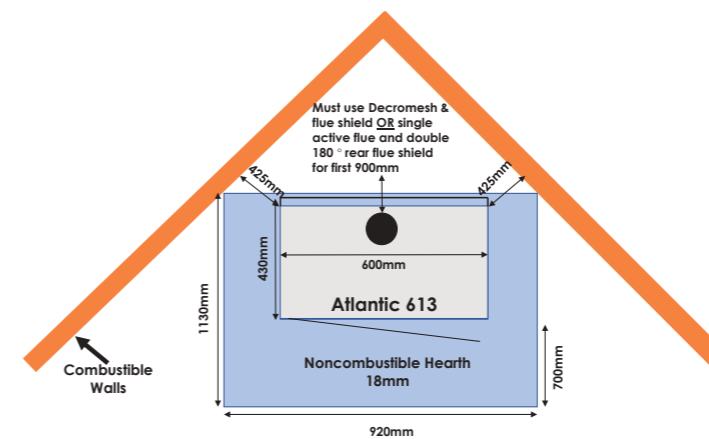 Must use Decromesh &
flue shield OR single
active flue and double
180 ° rear flue shield
for first 900mm
425mm
425mm
430mm
600mm
1130mm
Atlantic 613
Combustible
Walls
Noncombustible Hearth
18mm
700mm
920mm